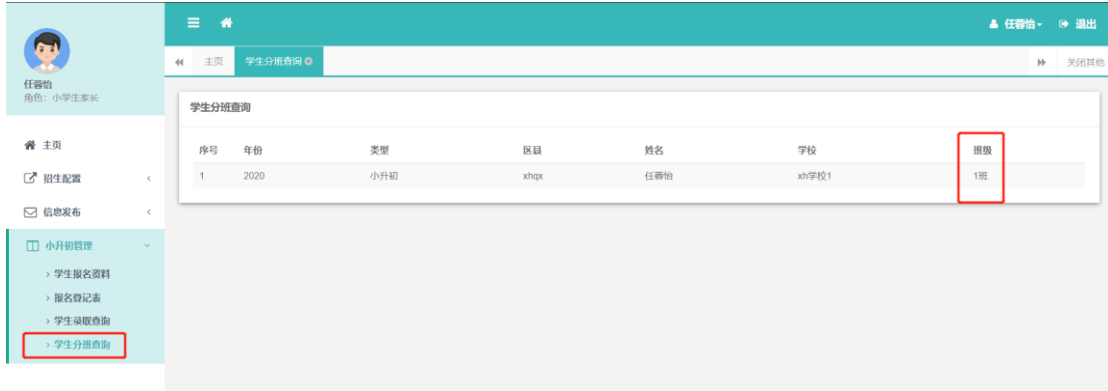 任蓉怡
退出
主页
学生分班查询
关闭其他
任蓉怡
角色：小学生家长
学生分班查询
主页
招生配置
信息发布
小升初管理
学生报名资料
报名登记表
学生录取查询
学生分班查询
序号 年份 类型 区县 姓名 学校 班级
1 2020 小升初 xhqx 任蓉怡 xh学校1 1班